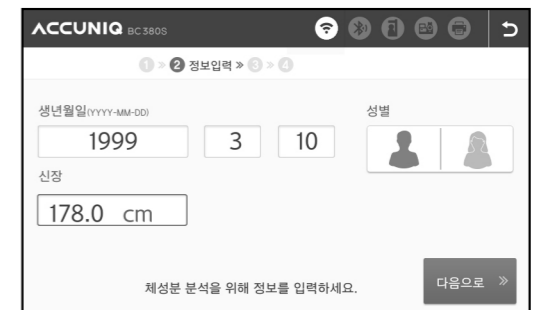 ACCUNIQ BC380S
1 » 2 정보입력 » 3 » 4
생년월일(YYYY-MM-DD)
성별
1999 3 10
신장
178.0 cm
체성분 분석을 위해 정보를 입력하세요.
다음으로 »